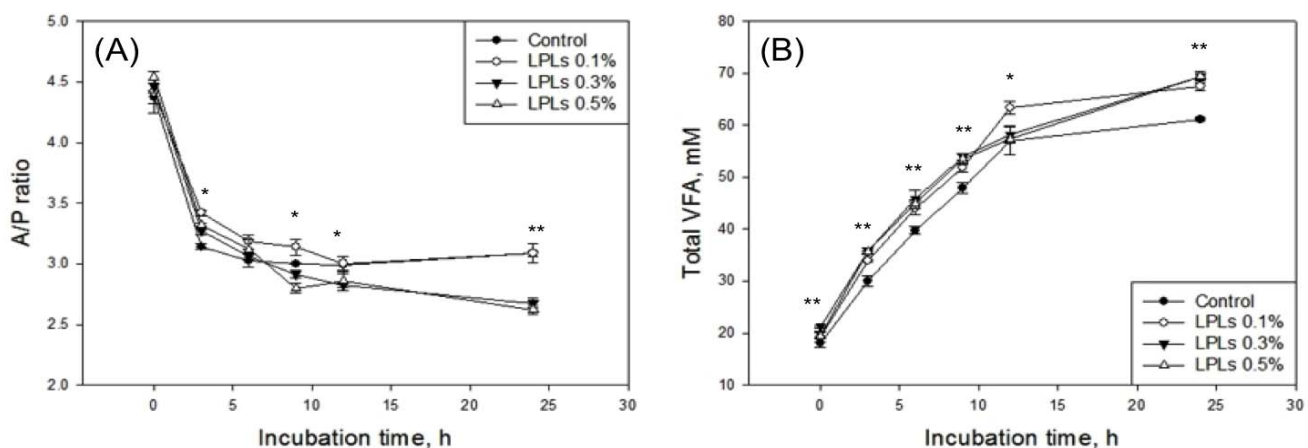 (A)
Control
LPLs 0.1%
LPLs 0.3%
LPLs 0.5%
A/P ratio
5.0
4.5
4.0
3.5
3.0
2.5
2.0
*
*
*
**
0 5 10 15 20 25 30
Incubation time, h
(B)
Total VFA, mM
80
70
60
50
40
30
20
10
**
**
**
**
*
**
Control
LPLs 0.1%
LPLs 0.3%
LPLs 0.5%
0 5 10 15 20 25 30
Incubation time, h